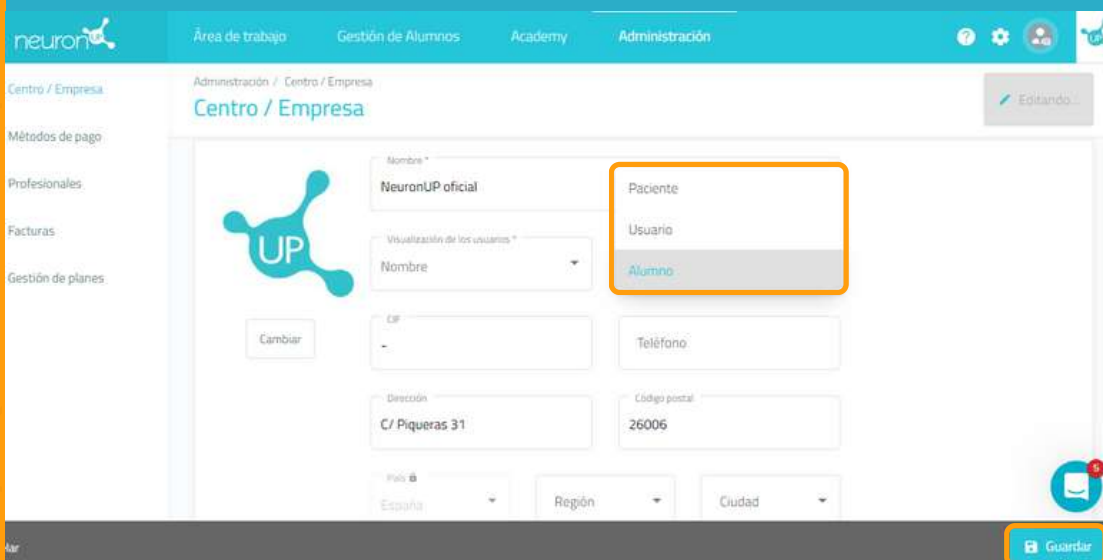 neuronUP
Área de trabajo
Gestión de Alumnos
Academy
Administración
UP
Centro / Empresa
Métodos de pago
Profesionales
Facturas
Gestión de planes
Administración / Centro / Empresa
Centro / Empresa
Editando...
UP
Cambiar
Nombre *
NeuronUP oficial
Paciente
Usuario
Alumno
Visualización de los usuarios *
Nombre
CIF
-
Teléfono
Dirección
C/ Piqueras 31
Código postal
26006
País
España
Región
Ciudad
5
Guardar